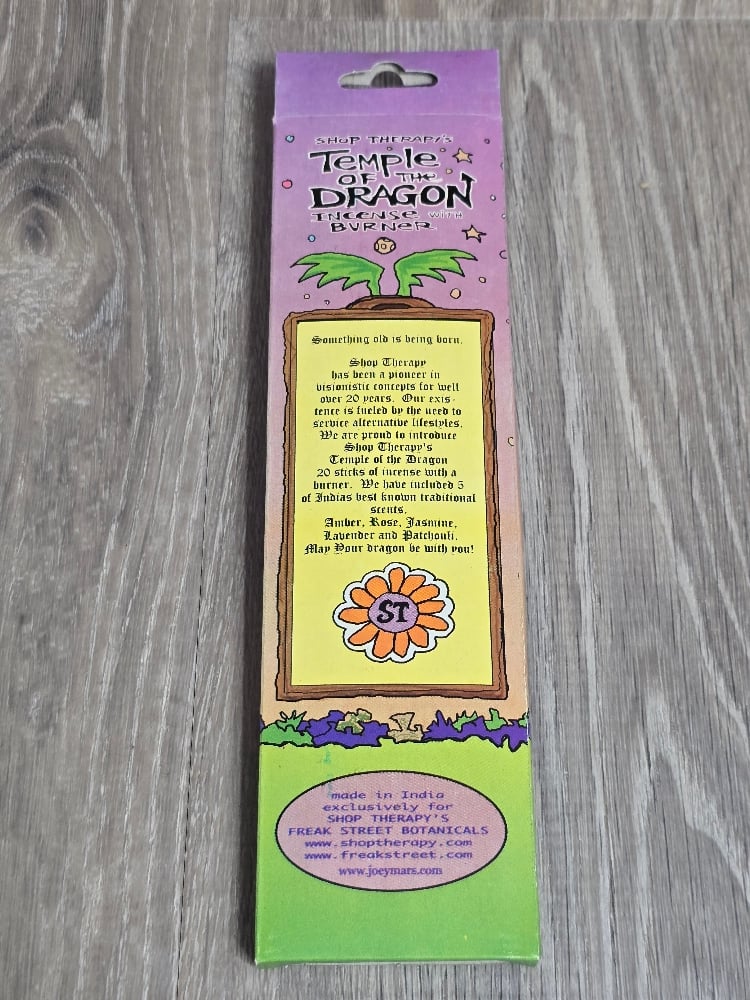 SHOP THERAPY'S
TEMPLE
OF THE
DRAGON
INCENSE WITH
BURNER
Something old is being born.
Shop Therapy
has been a pioneer in
visionistic concepts for well
over 20 years. Our exis-
tence is fueled by the need to
service alternative lifestyles.
We are proud to introduce
Shop Therapy's
Temple of the Dragon
20 sticks of incense with a
burner. We have included 5
of Indias best known traditional
scents.
Amber, Rose, Jasmine,
Lavender and Patchouli.
May Your dragon be with you!
ST
made in India
exclusively for
SHOP THERAPY'S
FREAK STREET BOTANICALS
www.shoptherapy.com
www.freakstreet.com
www.joeymars.com